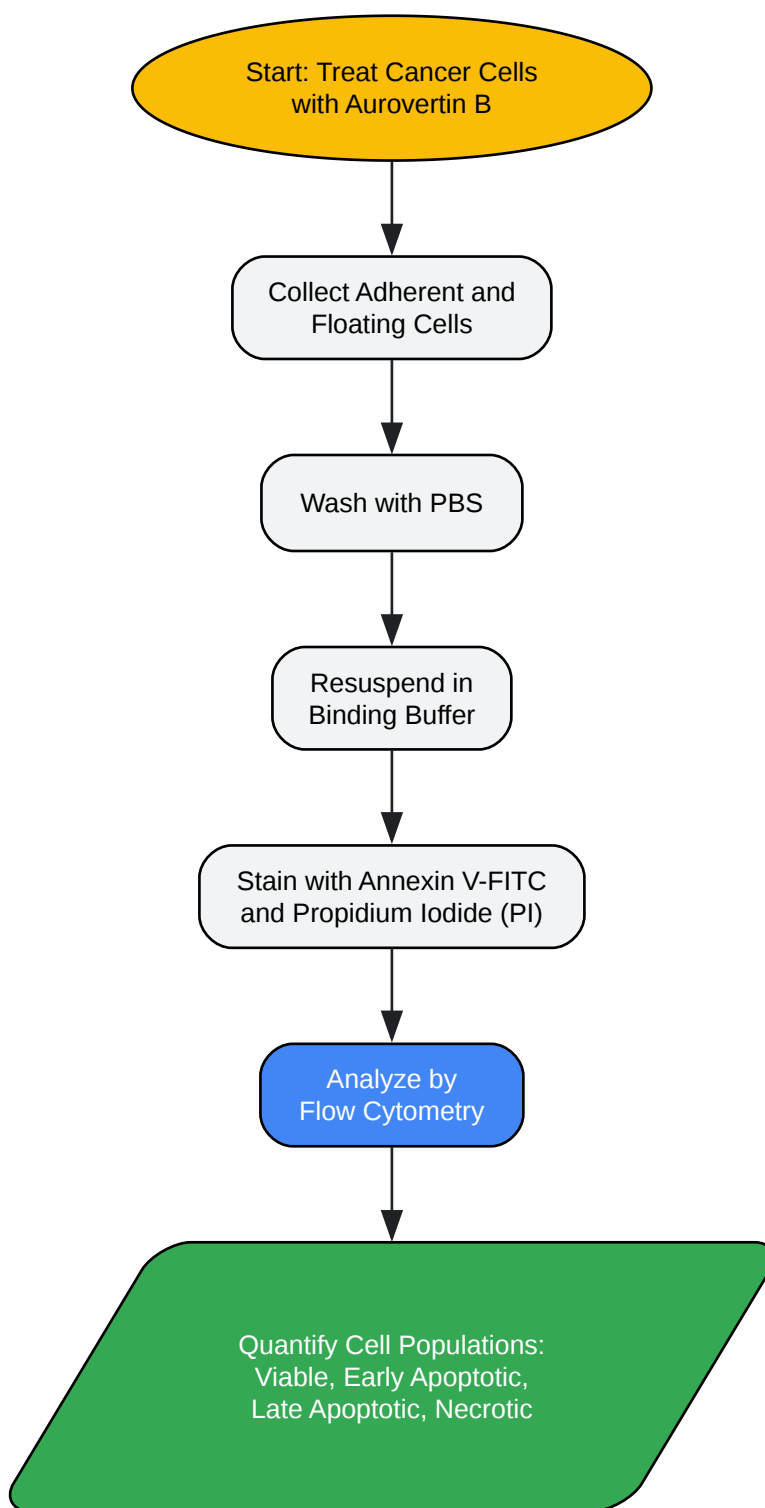 Start: Treat Cancer Cells
with Aurovertin B
Collect Adherent and
Floating Cells
Wash with PBS
Resuspend in
Binding Buffer
Stain with Annexin V-FITC
and Propidium Iodide (PI)
Analyze by
Flow Cytometry
Quantify Cell Populations:
Viable, Early Apoptotic,
Late Apoptotic, Necrotic